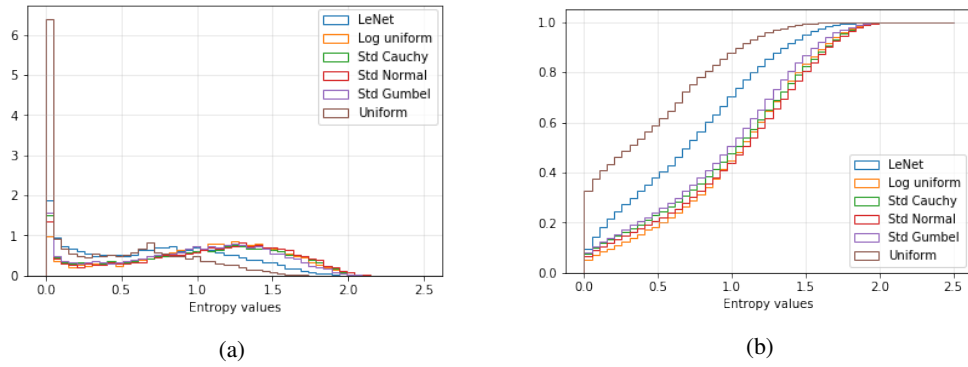 6
5
4
3
2
1
0
0.0 0.5 1.0 1.5 2.0 2.5
Entropy values
LeNet
Log uniform
Std Cauchy
Std Normal
Std Gumbel
Uniform
(a)
1.0
0.8
0.6
0.4
0.2
0.0
0.0 0.5 1.0 1.5 2.0 2.5
Entropy values
LeNet
Log uniform
Std Cauchy
Std Normal
Std Gumbel
Uniform
(b)